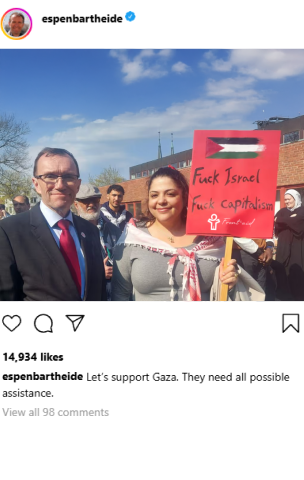 espenbartheide
Fuck Israel
Fuck capitalism
14,934 likes
espenbartheide Let's support Gaza. They need all possible
assistance.
View all 98 comments